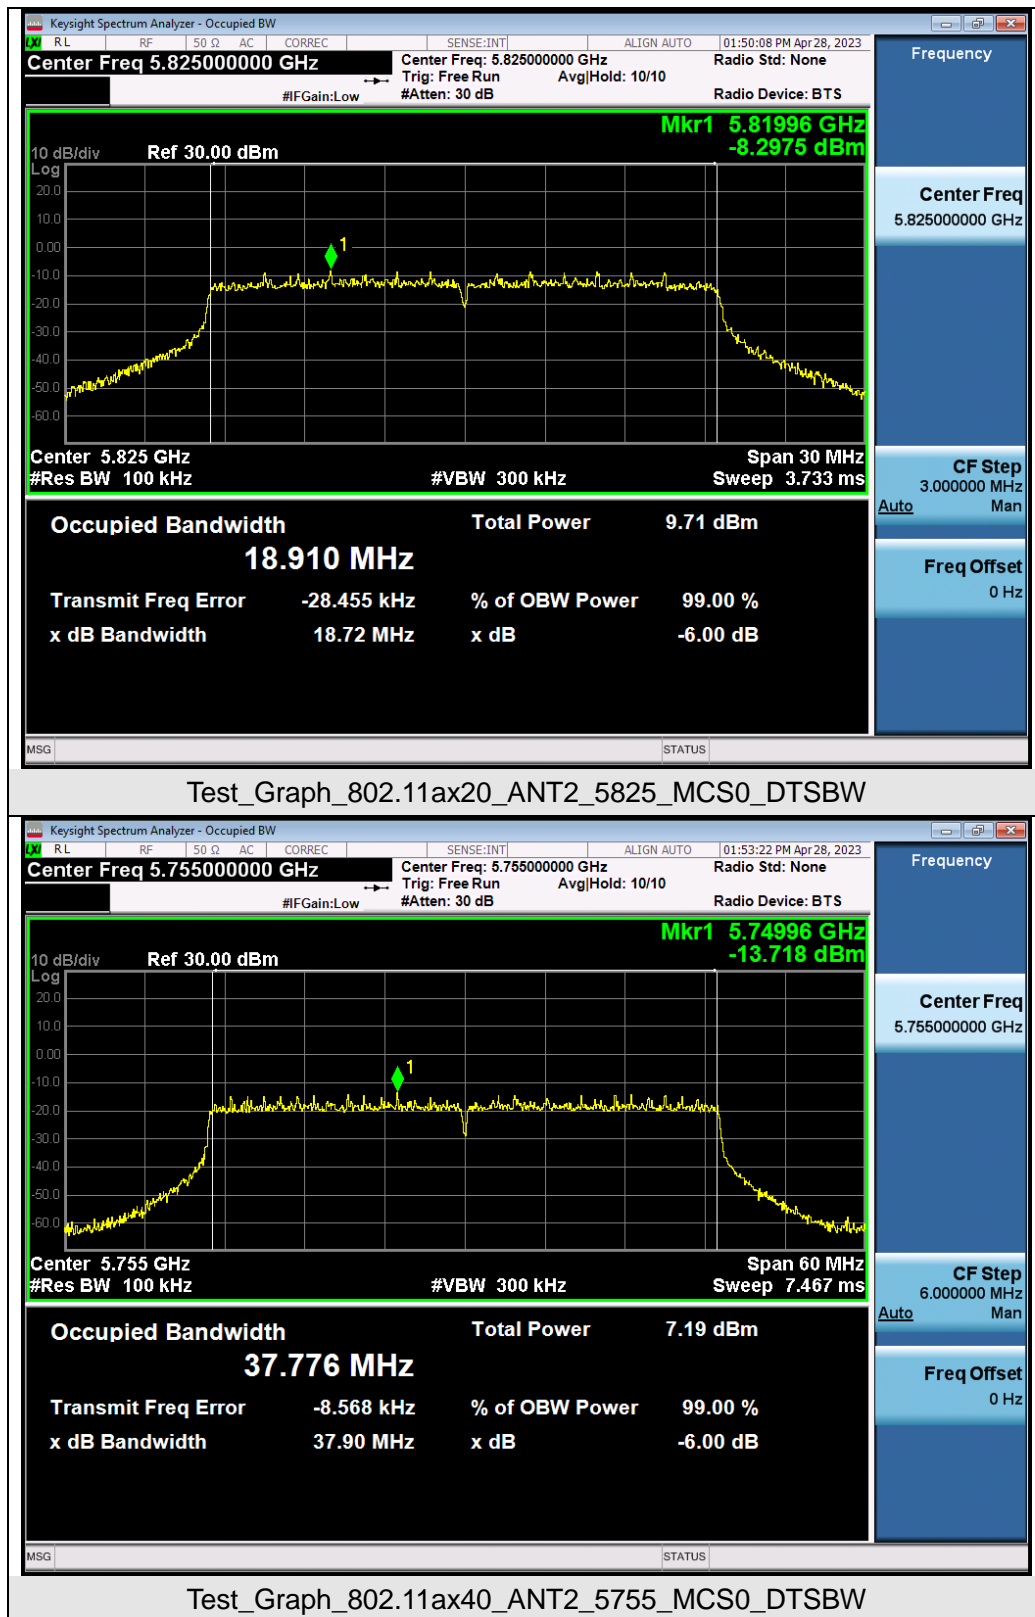 Keysight Spectrum Analyzer - Occupied BW
LXI RL RF 50 Ω AC CORREC SENSE:INT ALIGN AUTO 01:50:08 PM Apr 28, 2023
Center Freq 5.825000000 GHz
Center Freq: 5.825000000 GHz Radio Std: None
Trig: Free Run Avg|Hold: 10/10
#IFGain:Low #Atten: 30 dB Radio Device: BTS
Frequency
Mkr1 5.81996 GHz
-8.2975 dBm
10 dB/div Ref 30.00 dBm
Log
20.0
10.0
0.00
-10.0
-20.0
-30.0
-40.0
-50.0
-60.0
1
Center 5.825 GHz Span 30 MHz
#Res BW 100 kHz #VBW 300 kHz Sweep 3.733 ms
Center Freq
5.825000000 GHz
CF Step
3.000000 MHz
Auto Man
Freq Offset
0 Hz
Occupied Bandwidth Total Power 9.71 dBm
18.910 MHz
Transmit Freq Error -28.455 kHz % of OBW Power 99.00 %
x dB Bandwidth 18.72 MHz x dB -6.00 dB
MSG STATUS
Test_Graph_802.11ax20_ANT2_5825_MCS0_DTSBW
Keysight Spectrum Analyzer - Occupied BW
LXI RL RF 50 Ω AC CORREC SENSE:INT ALIGN AUTO 01:53:22 PM Apr 28, 2023
Center Freq 5.755000000 GHz
Center Freq: 5.755000000 GHz Radio Std: None
Trig: Free Run Avg|Hold: 10/10
#IFGain:Low #Atten: 30 dB Radio Device: BTS
Frequency
Mkr1 5.74996 GHz
-13.718 dBm
10 dB/div Ref 30.00 dBm
Log
20.0
10.0
0.00
-10.0
-20.0
-30.0
-40.0
-50.0
-60.0
1
Center 5.755 GHz Span 60 MHz
#Res BW 100 kHz #VBW 300 kHz Sweep 7.467 ms
Center Freq
5.755000000 GHz
CF Step
6.000000 MHz
Auto Man
Freq Offset
0 Hz
Occupied Bandwidth Total Power 7.19 dBm
37.776 MHz
Transmit Freq Error -8.568 kHz % of OBW Power 99.00 %
x dB Bandwidth 37.90 MHz x dB -6.00 dB
MSG STATUS
Test_Graph_802.11ax40_ANT2_5755_MCS0_DTSBW